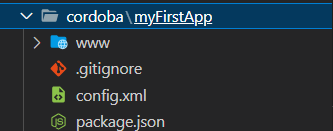 cordoba\myFirstApp
www
.gitignore
config.xml
package.json